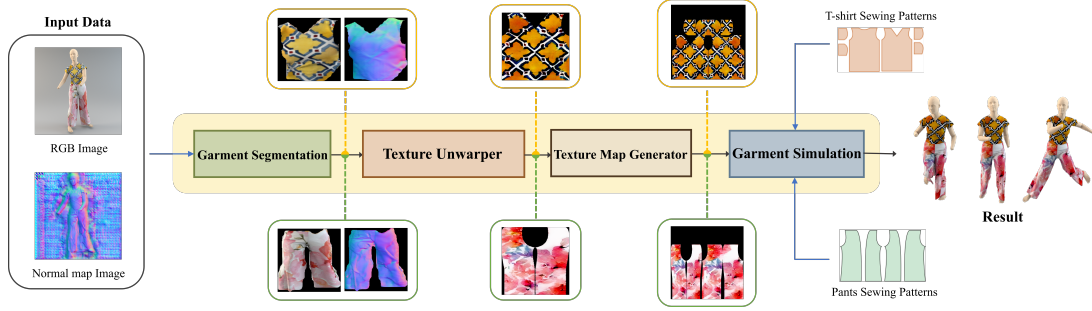 Input Data
RGB Image
Normal map Image
Garment Segmentation
Texture Unwarper
Texture Map Generator
Garment Simulation
T-shirt Sewing Patterns
Pants Sewing Patterns
Result